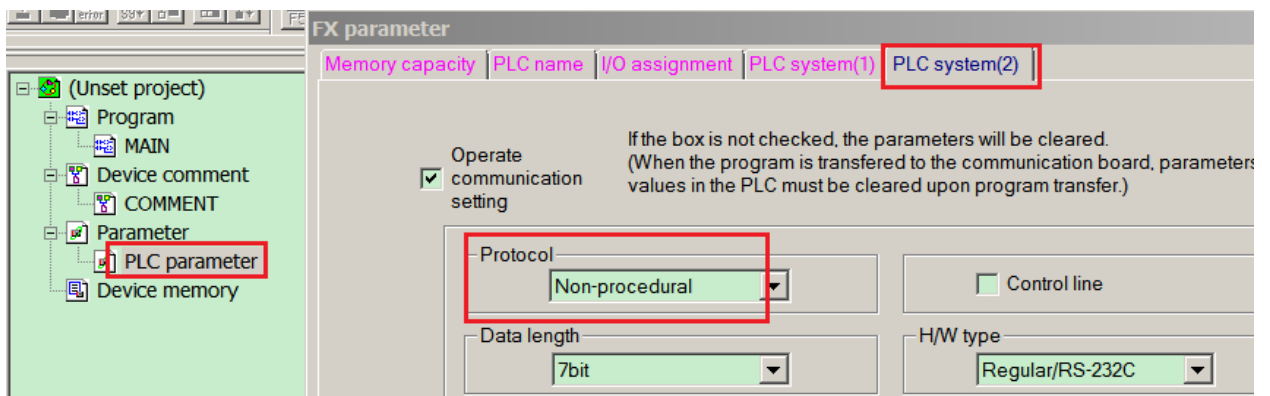 error
FX parameter
Memory capacity PLC name I/O assignment PLC system(1) PLC system(2)
(Unset project)
Program
MAIN
Device comment
COMMENT
Parameter
PLC parameter
Device memory
Operate
communication
setting
If the box is not checked, the parameters will be cleared.
(When the program is transfered to the communication board, parameters
values in the PLC must be cleared upon program transfer.)
Protocol
Non-procedural
Control line
Data length
7bit
H/W type
Regular/RS-232C